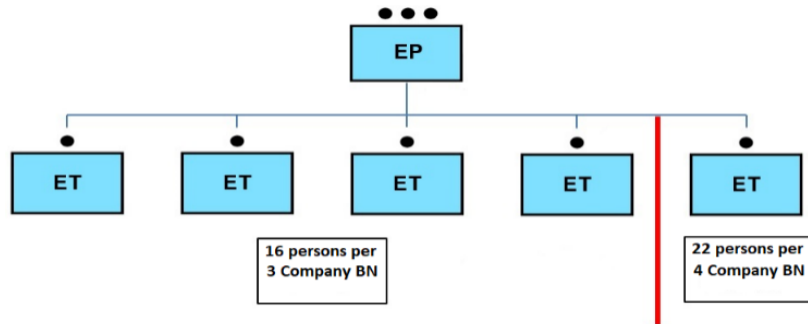 EP
ET
ET
ET
ET
ET
16 persons per
3 Company BN
22 persons per
4 Company BN